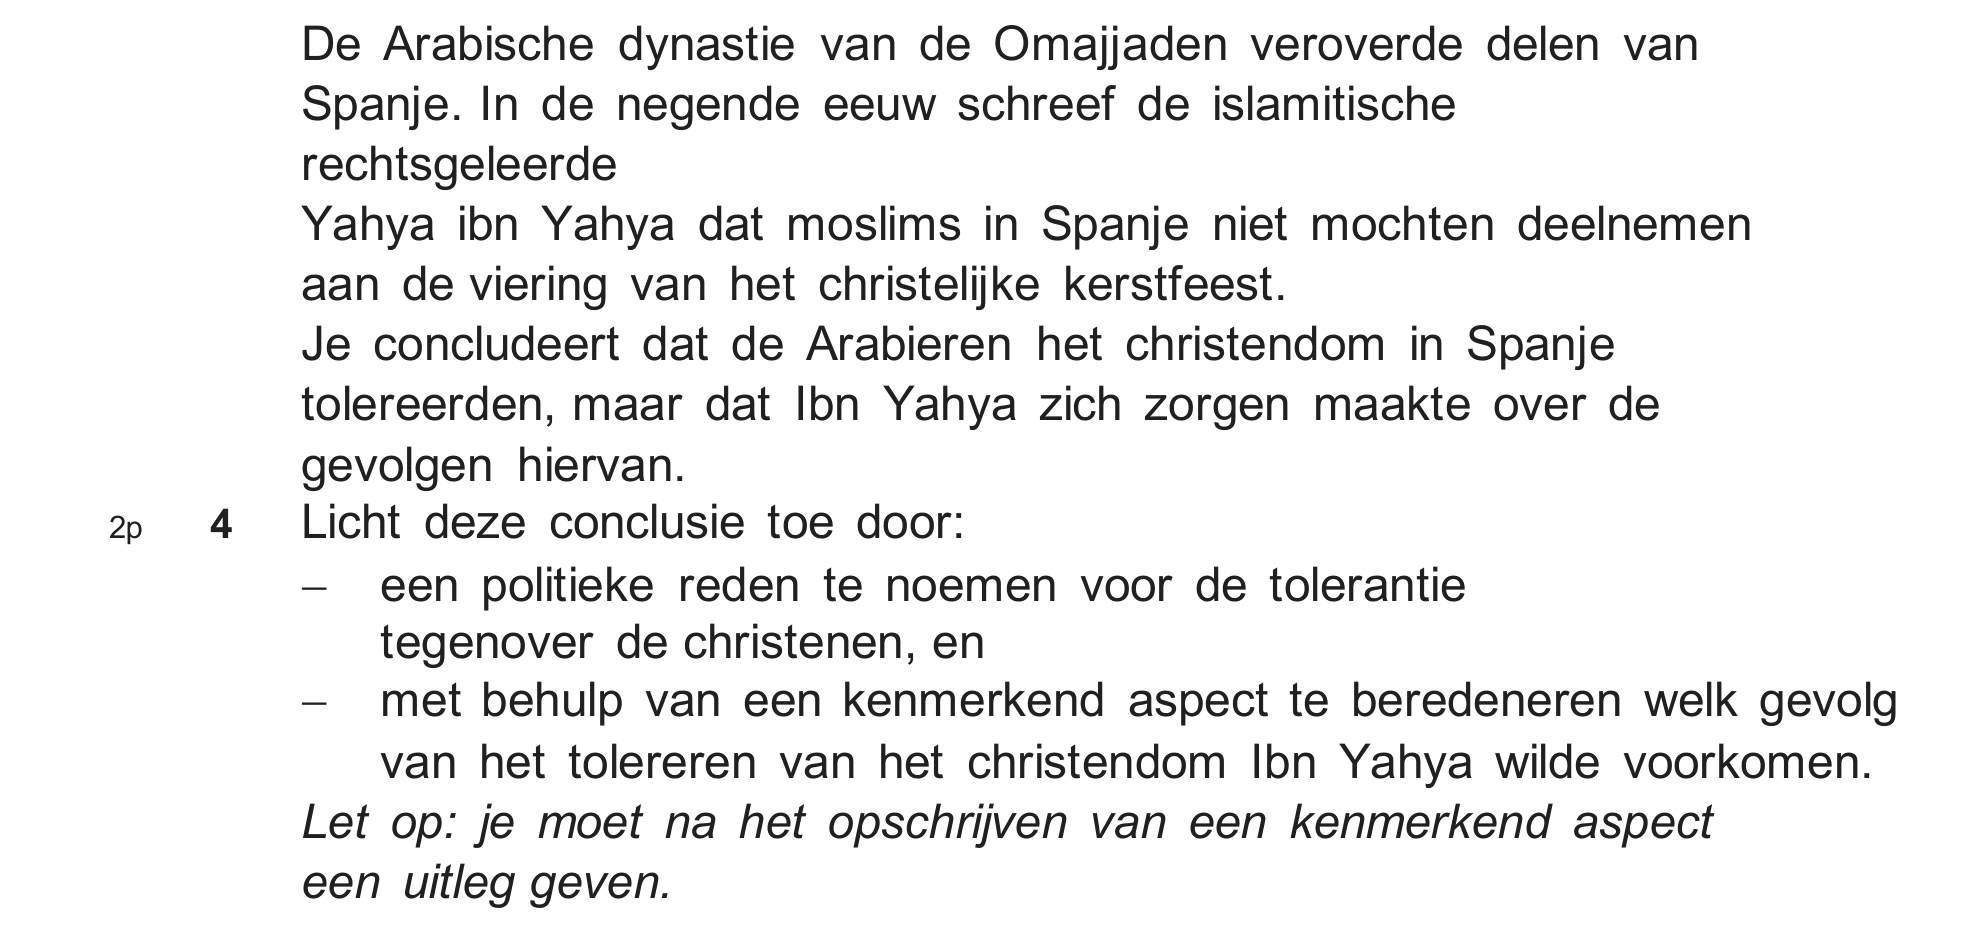 De Arabische dynastie van de Omajjaden veroverde delen van
Spanje. In de negende eeuw schreef de islamitische
rechtsgeleerde
Yahya ibn Yahya dat moslims in Spanje niet mochten deelnemen
aan de viering van het christelijke kerstfeest.
Je concludeert dat de Arabieren het christendom in Spanje
tolereerden, maar dat Ibn Yahya zich zorgen maakte over de
gevolgen hiervan.
2p 4 Licht deze conclusie toe door:
– een politieke reden te noemen voor de tolerantie
tegenover de christenen, en
– met behulp van een kenmerkend aspect te beredeneren welk gevolg
van het tolereren van het christendom Ibn Yahya wilde voorkomen.
Let op: je moet na het opschrijven van een kenmerkend aspect
een uitleg geven.